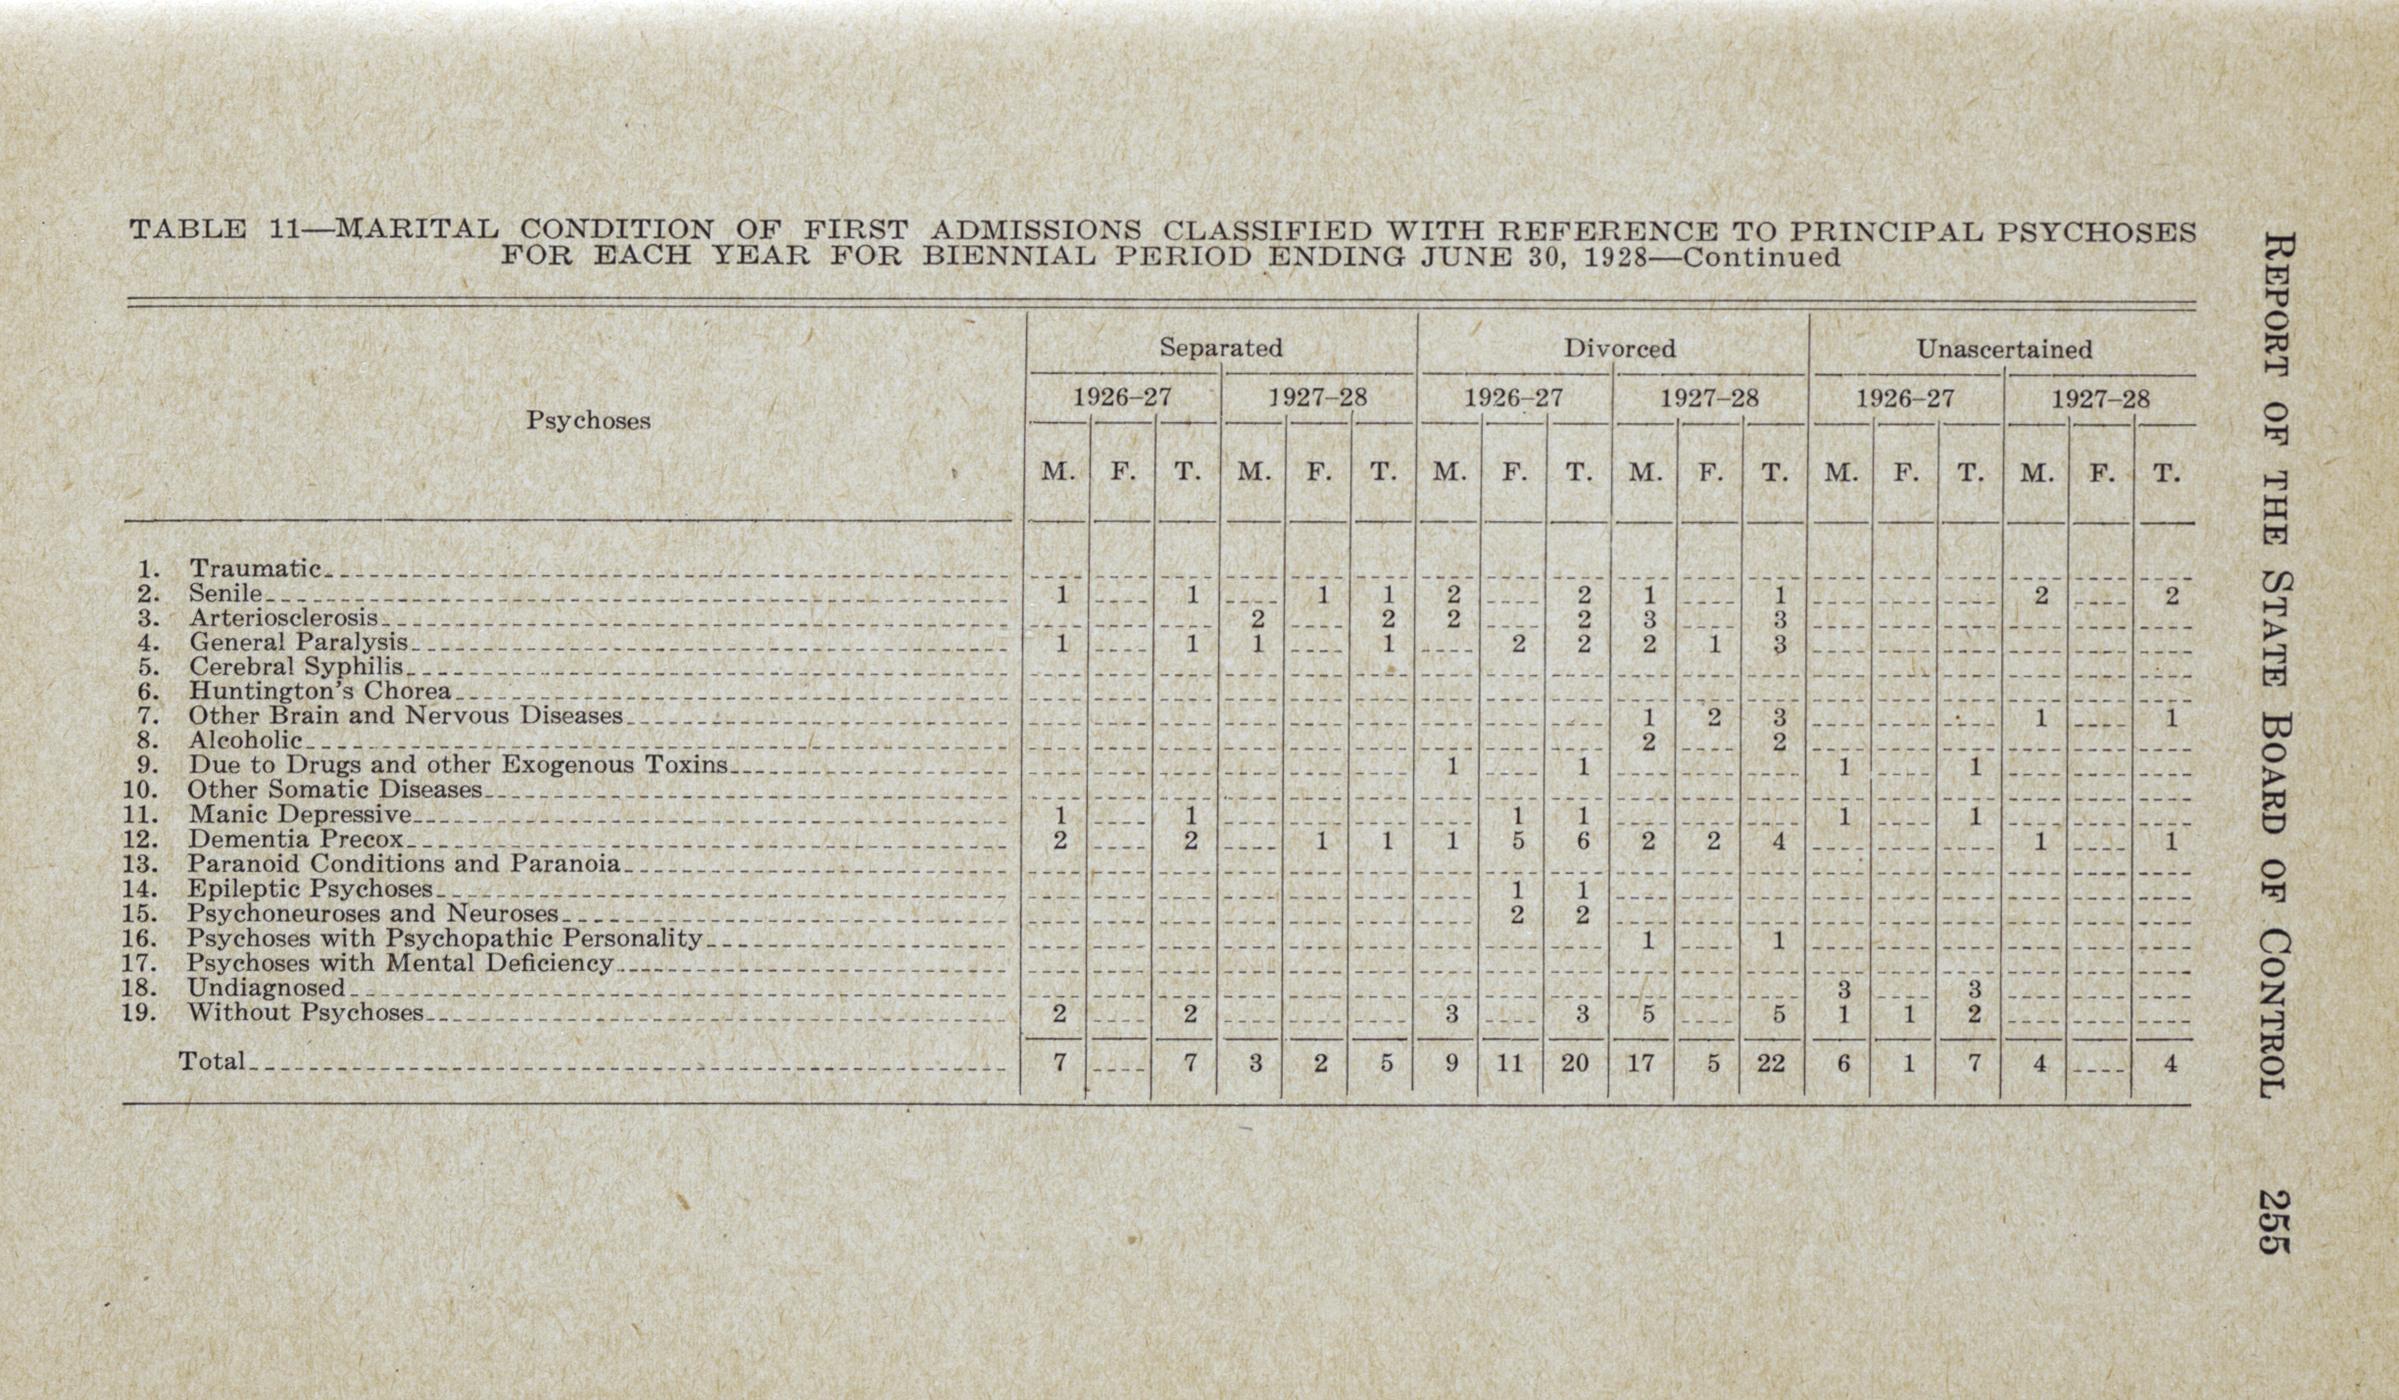 TABLE 11—MARITAL CONDITION OF FIRST ADMISSIONS CLASSIFIED WITH REFERENCE TO PRINCIPAL PSYCHOSES
FOR EACH YEAR FOR BIENNIAL PERIOD ENDING JUNE 30, 1928—Continued
Psychoses Separated Divorced Unascertained
1926–27 1927–28 1926–27 1927–28 1926–27 1927–28
M. F. T. M. F. T. M. F. T. M. F. T. M. F. T. M. F. T.
1. Traumatic
2. Senile 1 1 1 1 2 2 1 1 2 2
3. Arteriosclerosis 2 2 2 2 3 3
4. General Paralysis 1 1 1 1 2 2 2 1 3
5. Cerebral Syphilis
6. Huntington's Chorea
7. Other Brain and Nervous Diseases 1 2 3 1 1
8. Alcoholic 2 2
9. Due to Drugs and other Exogenous Toxins 1 1 1 1
10. Other Somatic Diseases
11. Manic Depressive 1 1 1 1 1 1
12. Dementia Precox 2 2 1 1 1 5 6 2 2 4 1 1
13. Paranoid Conditions and Paranoia
14. Epileptic Psychoses 1 1
15. Psychoneuroses and Neuroses 2 2
16. Psychoses with Psychopathic Personality 1 1
17. Psychoses with Mental Deficiency
18. Undiagnosed 3 3
19. Without Psychoses 2 2 3 3 5 5 1 1 2
Total 7 7 3 2 5 9 11 20 17 5 22 6 1 7 4 4
REPORT OF THE STATE BOARD OF CONTROL 255